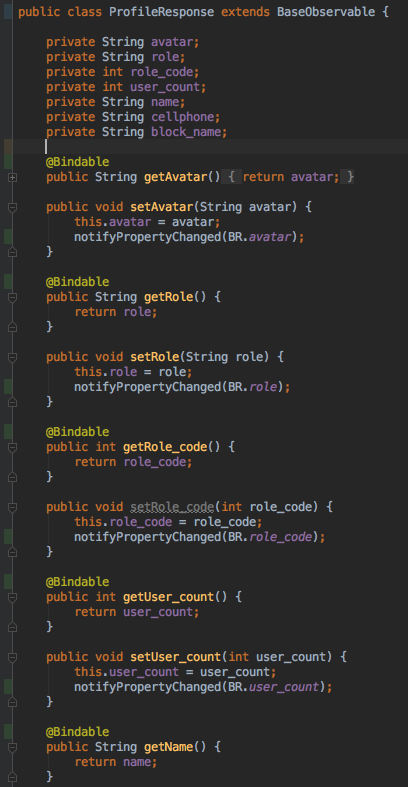 public class ProfileResponse extends BaseObservable {
private String avatar;
private String role;
private int role_code;
private int user_count;
private String name;
private String cellphone;
private String block_name;
@Bindable
public String getAvatar() { return avatar; }
public void setAvatar(String avatar) {
this.avatar = avatar;
notifyPropertyChanged(BR.avatar);
}
@Bindable
public String getRole() {
return role;
}
public void setRole(String role) {
this.role = role;
notifyPropertyChanged(BR.role);
}
@Bindable
public int getRole_code() {
return role_code;
}
public void setRole_code(int role_code) {
this.role_code = role_code;
notifyPropertyChanged(BR.role_code);
}
@Bindable
public int getUser_count() {
return user_count;
}
public void setUser_count(int user_count) {
this.user_count = user_count;
notifyPropertyChanged(BR.user_count);
}
@Bindable
public String getName() {
return name;
}